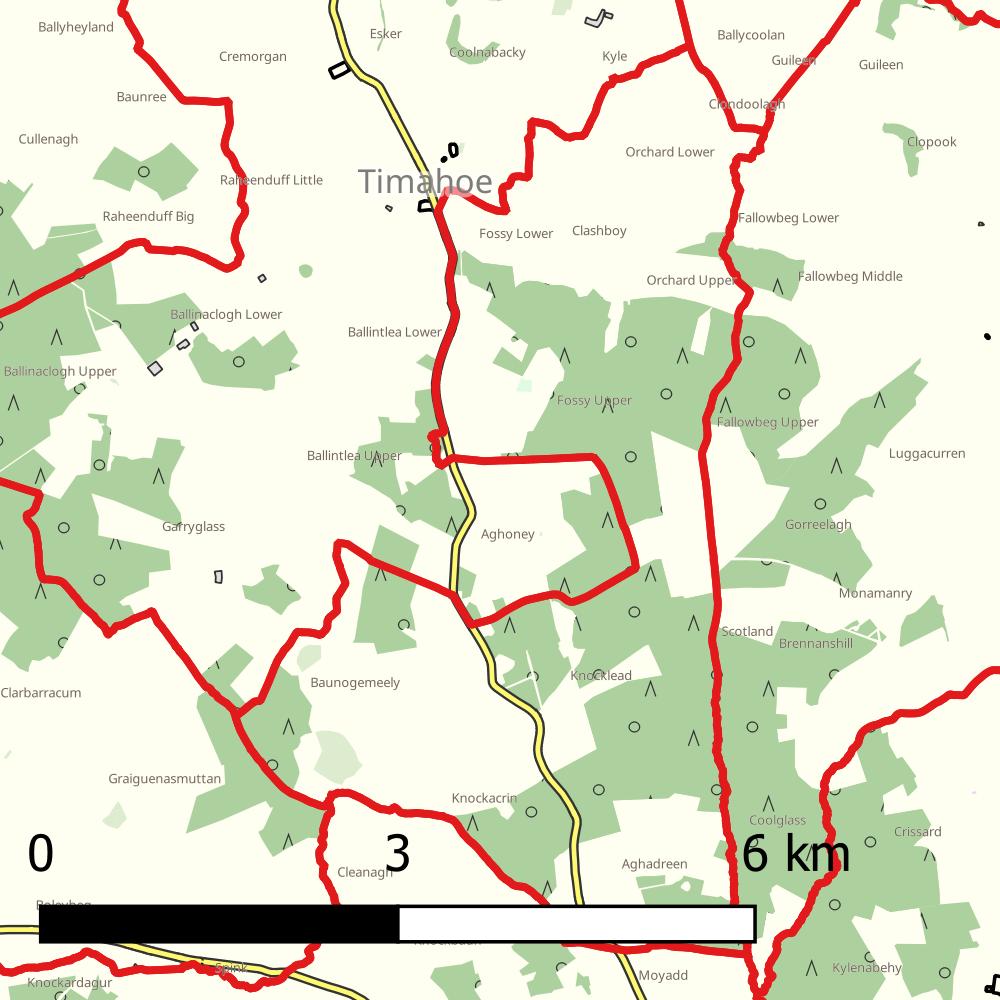 Ballyheyland
Esker
Ballycoolan
Cremorgan
Coolnabacky
Kyle
Guileen
Guileen
Baunree
Clondoolagh
Cullenagh
Clopook
Orchard Lower
Timahoe
Raheenduff Little
Raheenduff Big
Fallowbeg Lower
Fossy Lower
Clashboy
Orchard Upper
Fallowbeg Middle
Ballinaclogh Lower
Ballintlea Lower
Ballinaclogh Upper
Fossy Upper
Fallowbeg Upper
Ballintlea Upper
Luggacurren
Garryglass
Gorreelagh
Aghoney
Monamanry
Scotland
Brennanshill
Knocklead
Baunogemeely
Clarbarracum
Graiguenasmuttan
Knockacrin
Coolglass
Crissard
0 3 6 km
Aghadreen
Cleanagh
Boleybeg
Knockbaun
Spink
Kylenabehy
Moyadd
Knockardagur